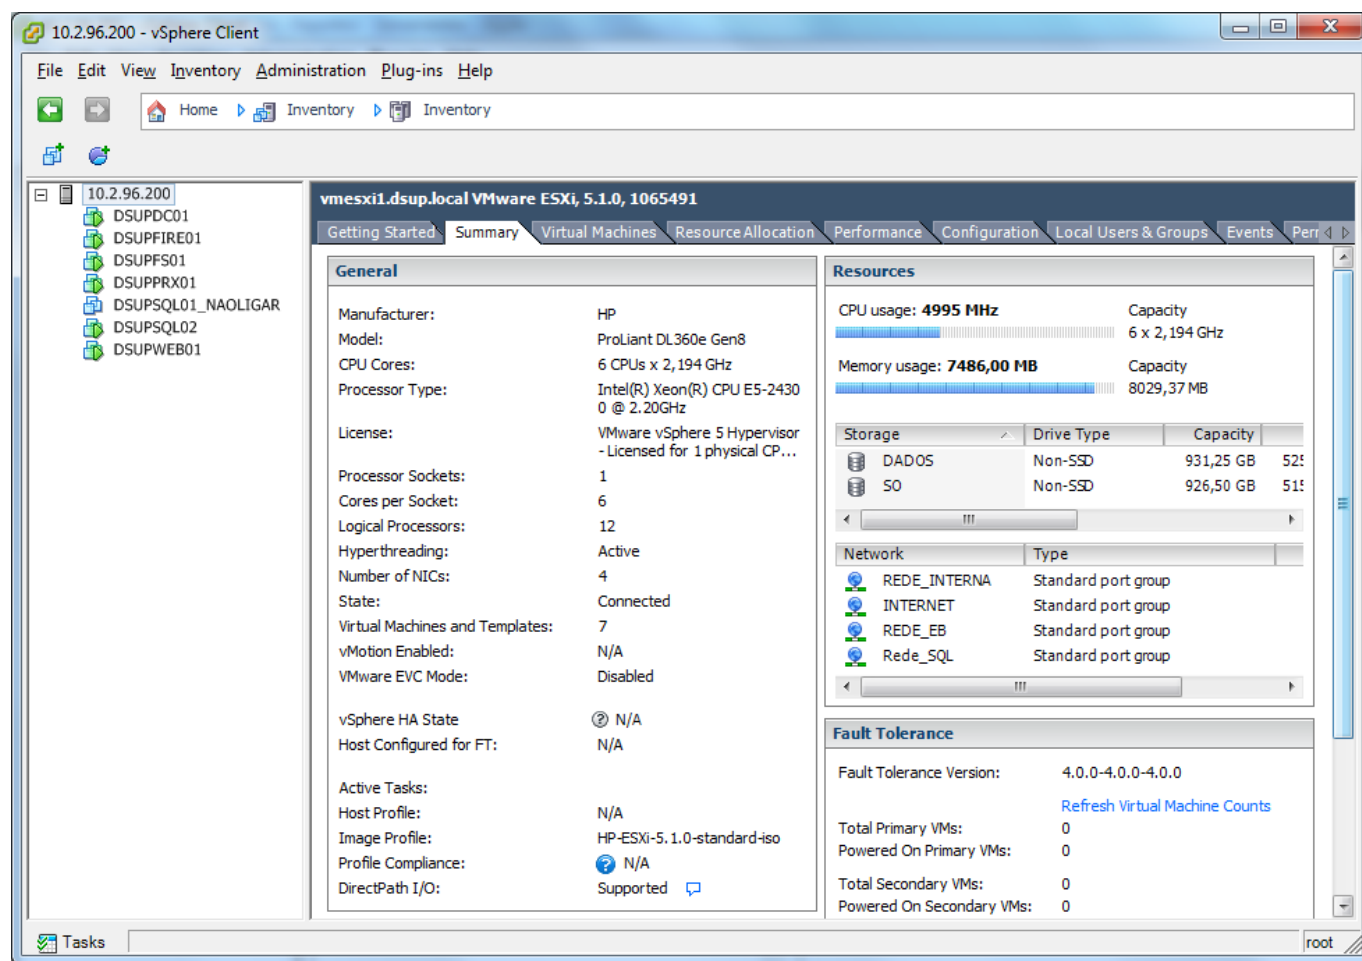 10.2.96.200 - vSphere Client
File Edit View Inventory Administration Plug-ins Help
Home Inventory Inventory
10.2.96.200
DSUPDC01
DSUPFIRE01
DSUPFS01
DSUPPRX01
DSUPSQL01_NAOLIGAR
DSUPSQL02
DSUPWEB01
vmesxi1.dsup.local VMware ESXi, 5.1.0, 1065491
Getting Started Summary Virtual Machines Resource Allocation Performance Configuration Local Users & Groups Events
General
Manufacturer: HP
Model: ProLiant DL360e Gen8
CPU Cores: 6 CPUs x 2,194 GHz
Processor Type: Intel(R) Xeon(R) CPU E5-2430
0 @ 2.20GHz
License: VMware vSphere 5 Hypervisor
- Licensed for 1 physical CP...
Processor Sockets: 1
Cores per Socket: 6
Logical Processors: 12
Hyperthreading: Active
Number of NICs: 4
State: Connected
Virtual Machines and Templates: 7
vMotion Enabled: N/A
VMware EVC Mode: Disabled
vSphere HA State N/A
Host Configured for FT: N/A
Active Tasks:
Host Profile: N/A
Image Profile: HP-ESXi-5.1.0-standard-iso
Profile Compliance: N/A
DirectPath I/O: Supported
Resources
CPU usage: 4995 MHz Capacity
6 x 2,194 GHz
Memory usage: 7486,00 MB Capacity
8029,37 MB
Storage Drive Type Capacity
DADOS Non-SSD 931,25 GB
SO Non-SSD 926,50 GB
Network Type
REDE_INTERNA Standard port group
INTERNET Standard port group
REDE_EB Standard port group
Rede_SQL Standard port group
Fault Tolerance
Fault Tolerance Version: 4.0.0-4.0.0-4.0.0
Refresh Virtual Machine Counts
Total Primary VMs: 0
Powered On Primary VMs: 0
Total Secondary VMs: 0
Powered On Secondary VMs: 0
Tasks
root